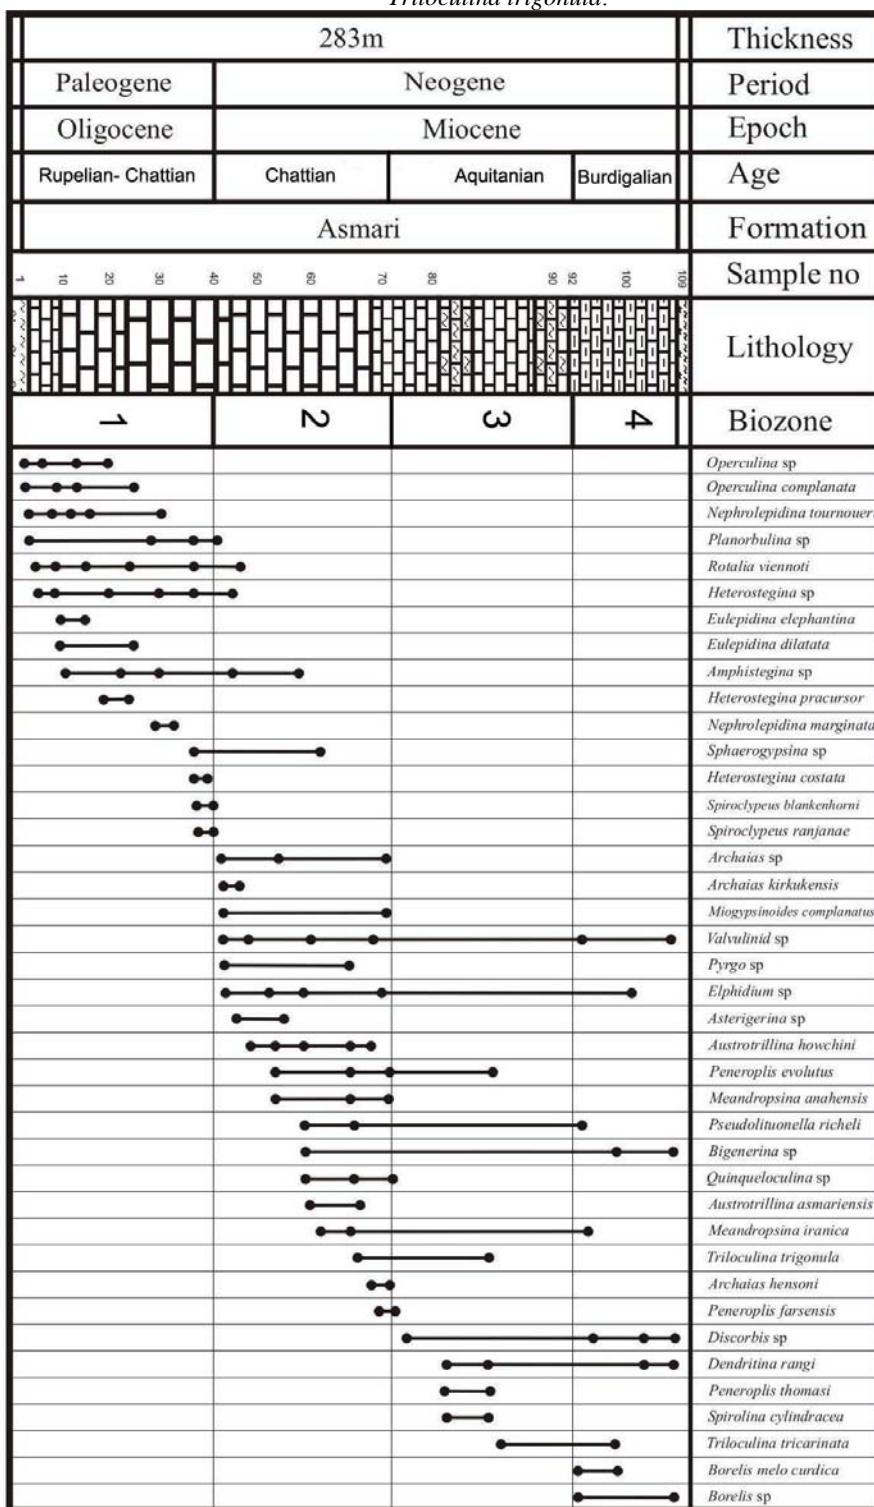 Triloculina trigonula.
283m Thickness
Paleogene Neogene Period
Oligocene Miocene Epoch
Rupelian- Chattian Chattian Aquitanian Burdigalian Age
Asmari Formation
1 10 20 30 40 50 60 70 80 90 92 100 109 Sample no
Lithology
1 2 3 4 Biozone
Operculina sp
Operculina complanata
Nephrolepidina tournoueri
Planorbulina sp
Rotalia viennoti
Heterostegina sp
Eulepidina elephantina
Eulepidina dilatata
Amphistegina sp
Heterostegina pracursor
Nephrolepidina marginata
Sphaerogypsina sp
Heterostegina costata
Spiroclypeus blankenhorni
Spiroclypeus ranjanae
Archaias sp
Archaias kirkukensis
Miogypsinoides complanatus
Valvulinid sp
Pyrgo sp
Elphidium sp
Asterigerina sp
Austrotrillina howchini
Peneroplis evolutus
Meandropsina anahensis
Pseudolituonella richeli
Bigenerina sp
Quinqueloculina sp
Austrotrillina asmariensis
Meandropsina iranica
Triloculina trigonula
Archaias hensoni
Peneroplis farsensis
Discorbis sp
Dendritina rangi
Peneroplis thomasi
Spirolina cylindracea
Triloculina tricarinata
Borelis melo curdica
Borelis sp